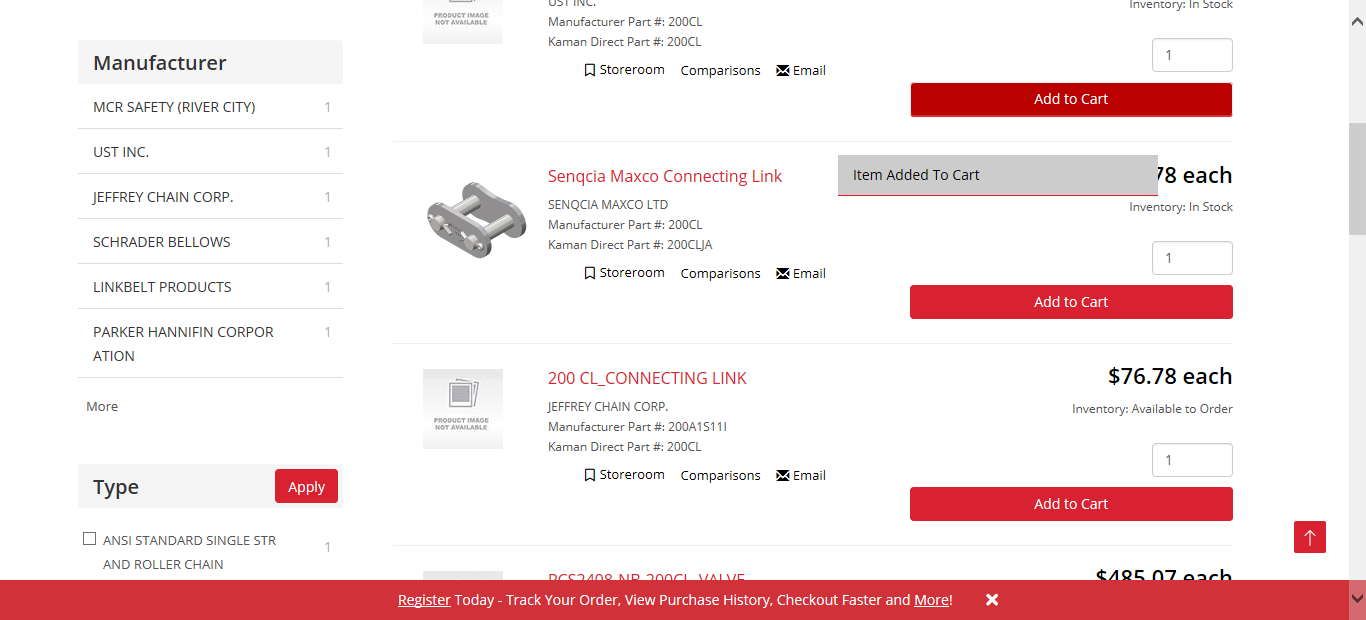 Manufacturer
MCR SAFETY (RIVER CITY) 1
UST INC. 1
JEFFREY CHAIN CORP. 1
SCHRADER BELLOWS 1
LINKBELT PRODUCTS 1
PARKER HANNIFIN CORPOR 1
ATION
More
Type
Apply
ANSI STANDARD SINGLE STR 1
AND ROLLER CHAIN
PRODUCT IMAGE
NOT AVAILABLE
UST INC.
Manufacturer Part #: 200CL
Kaman Direct Part #: 200CL
Storeroom Comparisons Email
Inventory: In Stock
1
Add to Cart
Senqcia Maxco Connecting Link
SENQCIA MAXCO LTD
Manufacturer Part #: 200CL
Kaman Direct Part #: 200CLJA
Storeroom Comparisons Email
Item Added To Cart
78 each
Inventory: In Stock
1
Add to Cart
PRODUCT IMAGE
NOT AVAILABLE
200 CL_CONNECTING LINK
JEFFREY CHAIN CORP.
Manufacturer Part #: 200A1S11I
Kaman Direct Part #: 200CL
Storeroom Comparisons Email
$76.78 each
Inventory: Available to Order
1
Add to Cart
$485.07 each
Register Today - Track Your Order, View Purchase History, Checkout Faster and More!